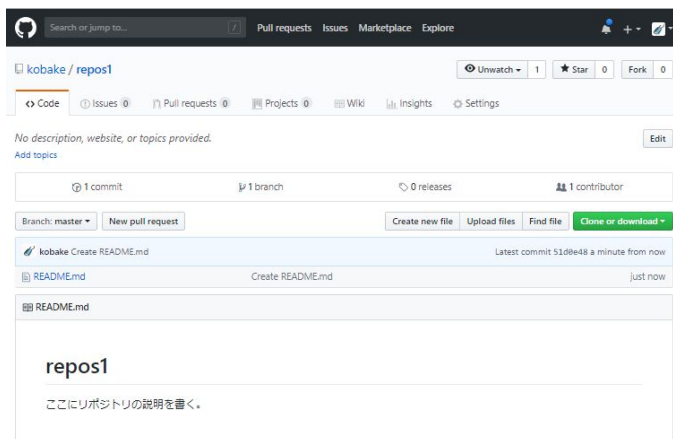 Search or jump to... / Pull requests Issues Marketplace Explore
kobake / repos1 Unwatch 1 Star 0 Fork 0
Code Issues 0 Pull requests 0 Projects 0 Wiki Insights Settings
No description, website, or topics provided. Edit
Add topics
1 commit 1 branch 0 releases 1 contributor
Branch: master New pull request Create new file Upload files Find file Clone or download
kobake Create README.md Latest commit 51d0e48 a minute from now
README.md Create README.md just now
README.md
repos1
ここにリポジトリの説明を書く。